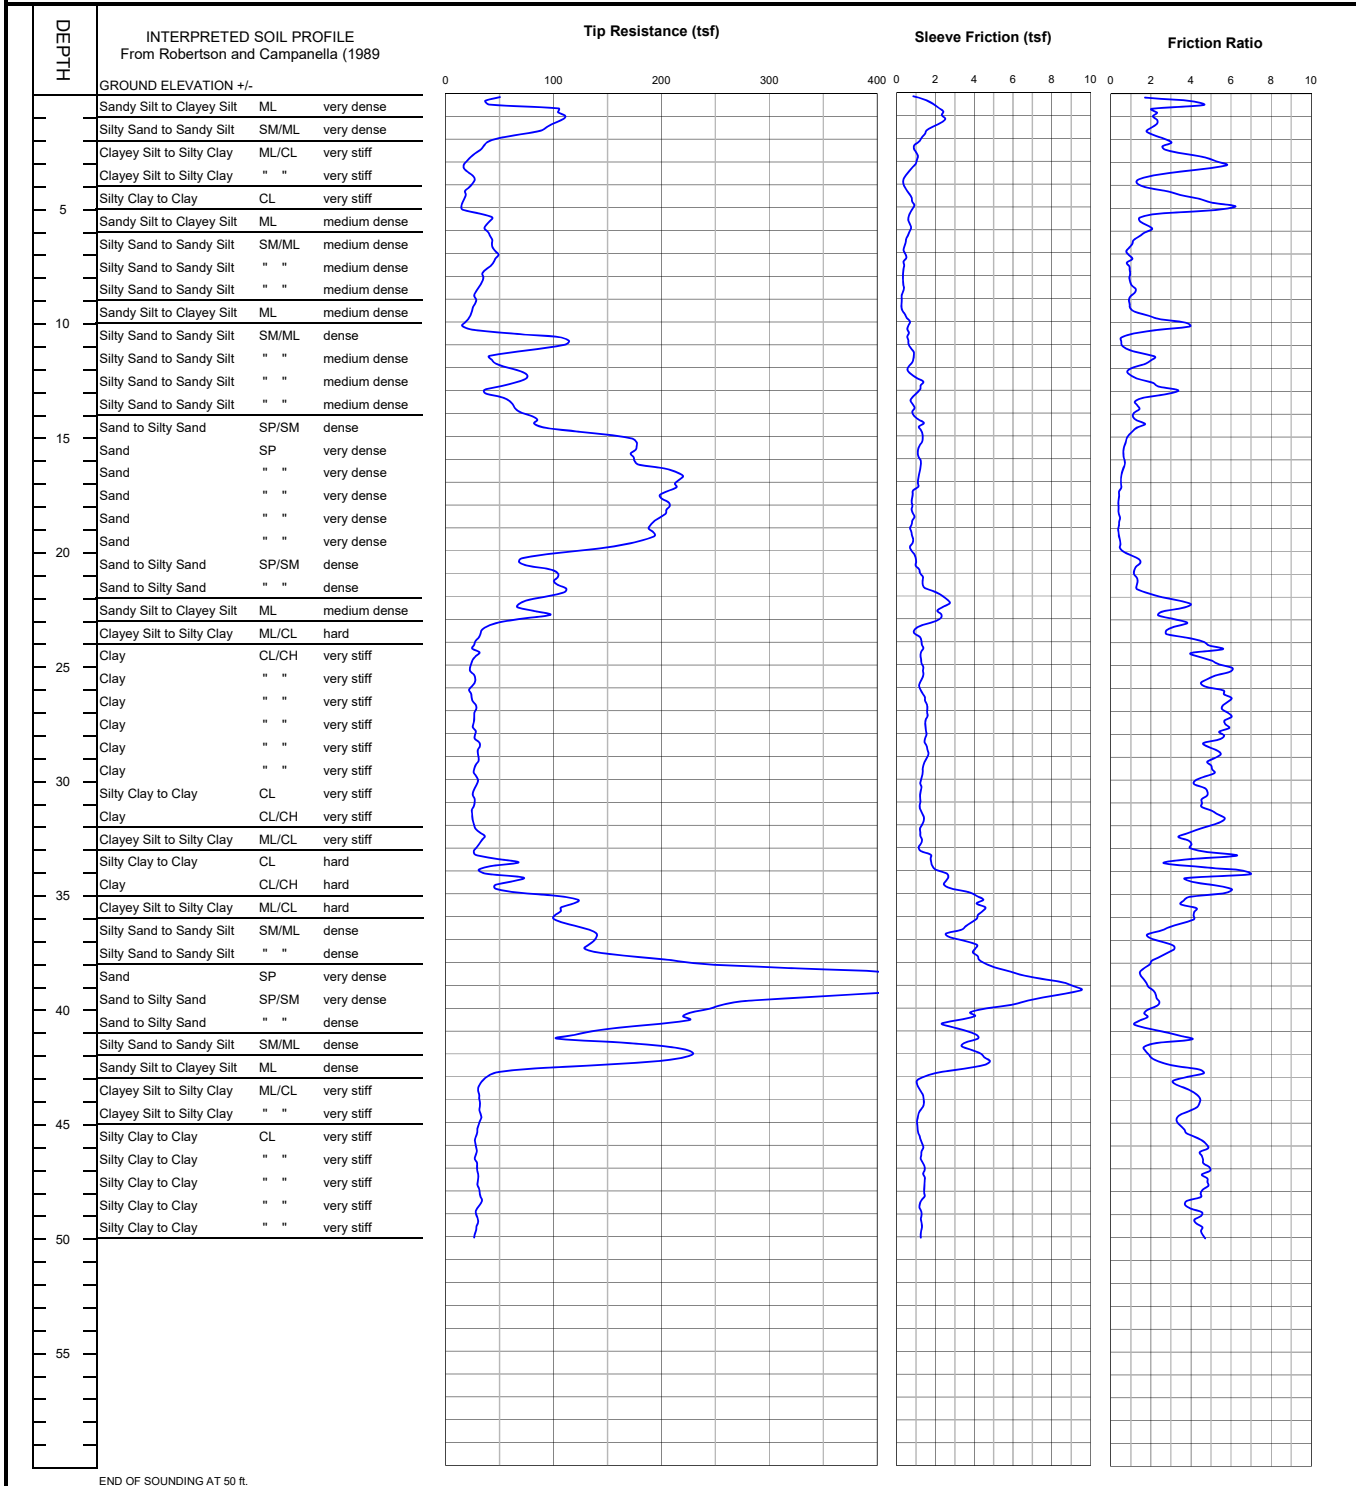 DEPTH
INTERPRETED SOIL PROFILE
From Robertson and Campanella (1989
GROUND ELEVATION +/-
Tip Resistance (tsf)
Sleeve Friction (tsf)
Friction Ratio
0 100 200 300 400
0 2 4 6 8 10
0 2 4 6 8 10
Sandy Silt to Clayey Silt ML very dense
Silty Sand to Sandy Silt SM/ML very dense
Clayey Silt to Silty Clay ML/CL very stiff
Clayey Silt to Silty Clay " " very stiff
Silty Clay to Clay CL very stiff
5
Sandy Silt to Clayey Silt ML medium dense
Silty Sand to Sandy Silt SM/ML medium dense
Silty Sand to Sandy Silt " " medium dense
Silty Sand to Sandy Silt " " medium dense
Sandy Silt to Clayey Silt ML medium dense
10
Silty Sand to Sandy Silt SM/ML dense
Silty Sand to Sandy Silt " " medium dense
Silty Sand to Sandy Silt " " medium dense
Silty Sand to Sandy Silt " " medium dense
Sand to Silty Sand SP/SM dense
15
Sand SP very dense
Sand " " very dense
Sand " " very dense
Sand " " very dense
Sand " " very dense
20
Sand to Silty Sand SP/SM dense
Sand to Silty Sand " " dense
Sandy Silt to Clayey Silt ML medium dense
Clayey Silt to Silty Clay ML/CL hard
Clay CL/CH very stiff
25
Clay " " very stiff
Clay " " very stiff
Clay " " very stiff
Clay " " very stiff
Clay " " very stiff
30
Silty Clay to Clay CL very stiff
Clay CL/CH very stiff
Clayey Silt to Silty Clay ML/CL very stiff
Silty Clay to Clay CL hard
Clay CL/CH hard
35
Clayey Silt to Silty Clay ML/CL hard
Silty Sand to Sandy Silt SM/ML dense
Silty Sand to Sandy Silt " " dense
Sand SP very dense
Sand to Silty Sand SP/SM very dense
40
Sand to Silty Sand " " dense
Silty Sand to Sandy Silt SM/ML dense
Sandy Silt to Clayey Silt ML dense
Clayey Silt to Silty Clay ML/CL very stiff
Clayey Silt to Silty Clay " " very stiff
45
Silty Clay to Clay CL very stiff
Silty Clay to Clay " " very stiff
Silty Clay to Clay " " very stiff
Silty Clay to Clay " " very stiff
Silty Clay to Clay " " very stiff
50
55
END OF SOUNDING AT 50 ft.